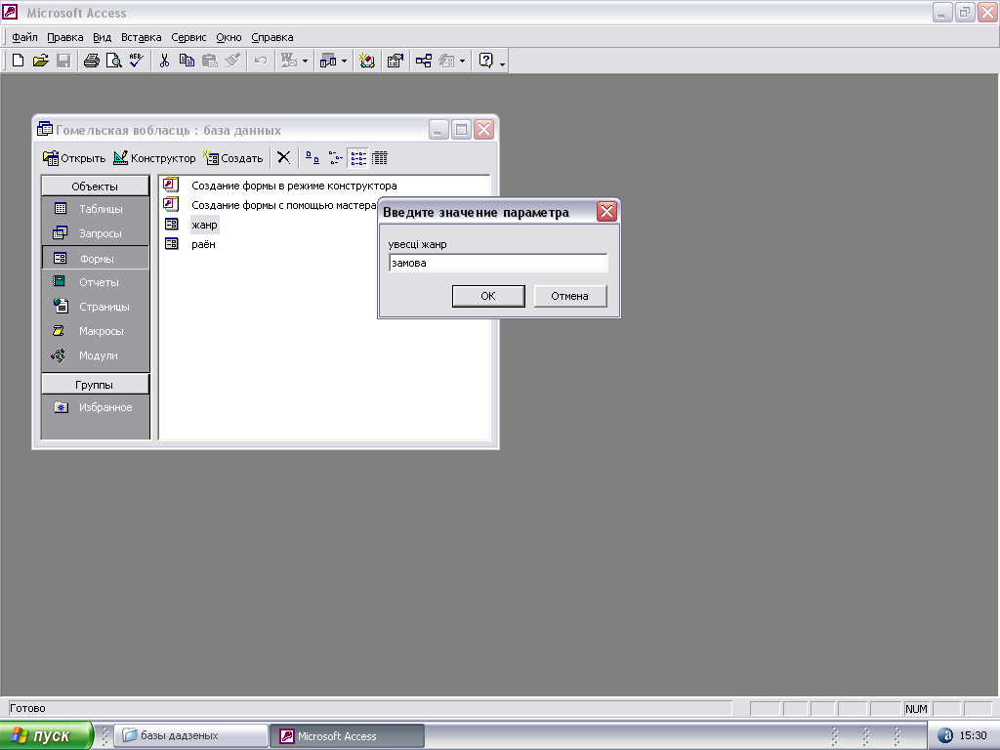 Microsoft Access
Файл Правка Вид Вставка Сервис Окно Справка
Гомельская вобласць : база данных
Открыть Конструктор Создать
Объекты
Таблицы
Запросы
Формы
Отчеты
Страницы
Макросы
Модули
Группы
Избранное
Создание формы в режиме конструктора
Создание формы с помощью мастера
жанр
раён
Введите значение параметра
увесці жанр
замова
ОК Отмена
Готово NUM
пуск базы дадзеных Microsoft Access 15:30